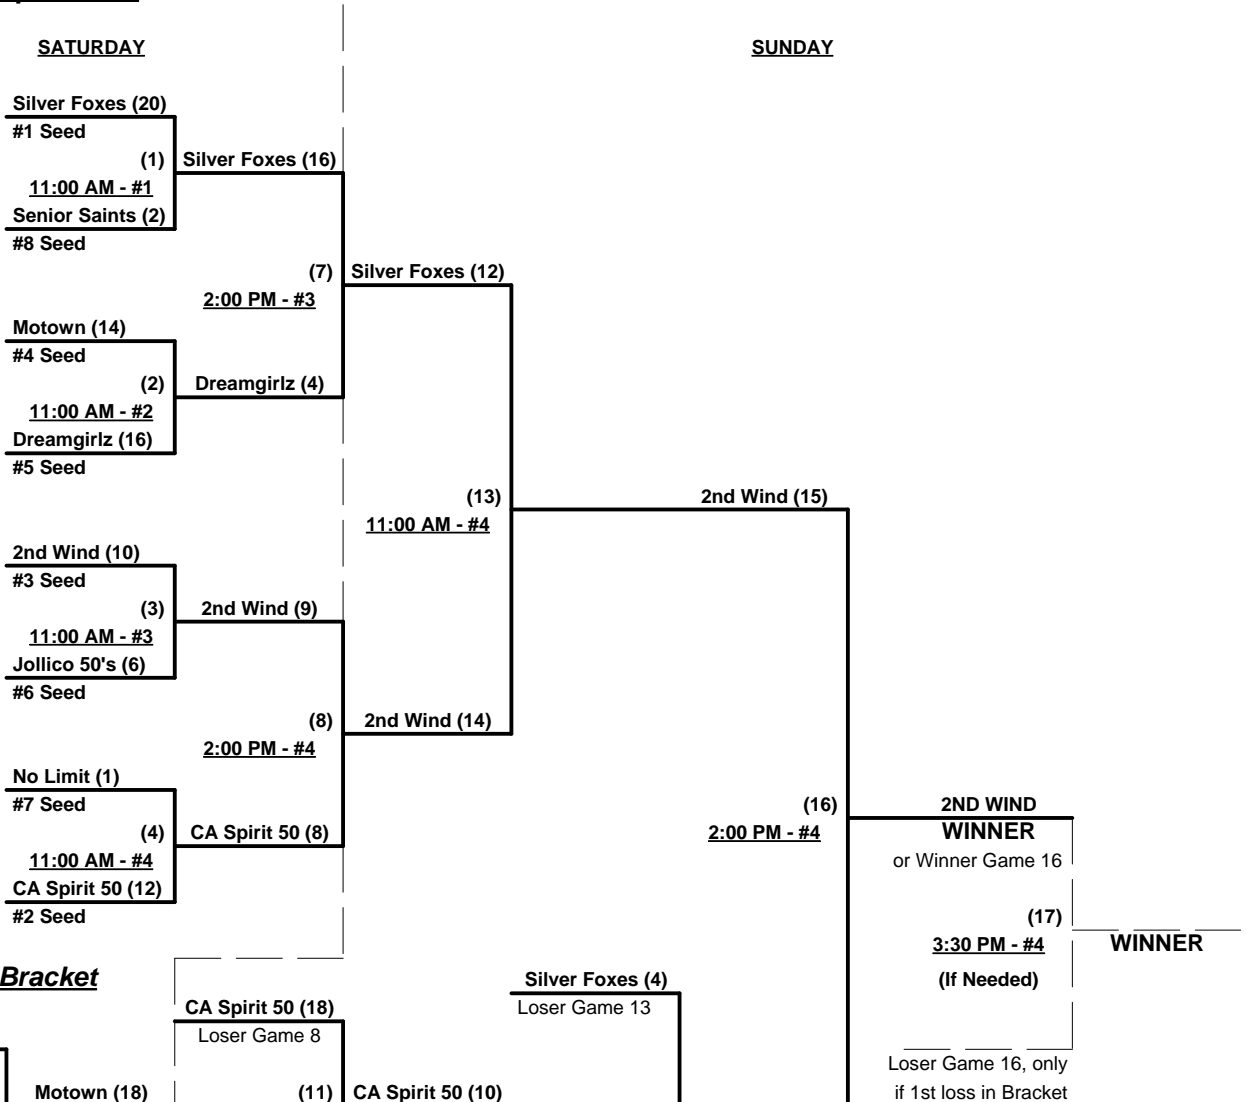 SATURDAY
SUNDAY
Silver Foxes (20)
#1 Seed
(1)
Silver Foxes (16)
11:00 AM - #1
Senior Saints (2)
#8 Seed
(7)
Silver Foxes (12)
2:00 PM - #3
Motown (14)
#4 Seed
(2)
Dreamgirlz (4)
11:00 AM - #2
Dreamgirlz (16)
#5 Seed
(13)
2nd Wind (15)
11:00 AM - #4
2nd Wind (10)
#3 Seed
(3)
2nd Wind (9)
11:00 AM - #3
Jollico 50's (6)
#6 Seed
(8)
2nd Wind (14)
2:00 PM - #4
No Limit (1)
#7 Seed
(4)
CA Spirit 50 (8)
11:00 AM - #4
CA Spirit 50 (12)
#2 Seed
(16)
2ND WIND
2:00 PM - #4
WINNER
or Winner Game 16
(17)
3:30 PM - #4
WINNER
(If Needed)
Bracket
Silver Foxes (4)
Loser Game 13
CA Spirit 50 (18)
Loser Game 8
Loser Game 16, only
if 1st loss in Bracket
Motown (18)
(11)
CA Spirit 50 (10)